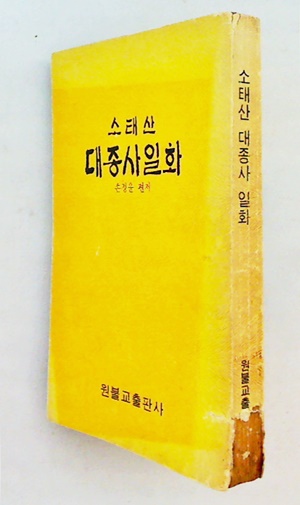 소태산
대종사일화
손정윤 편저
원불교출판사
소태산 대종사 일화
원불교출